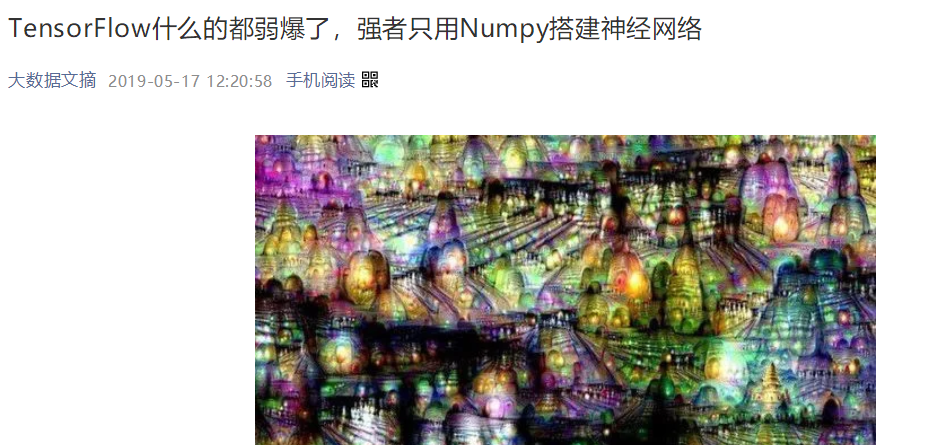 TensorFlow什么的都弱爆了，强者只用Numpy搭建神经网络
大数据文摘 2019-05-17 12:20:58 手机阅读